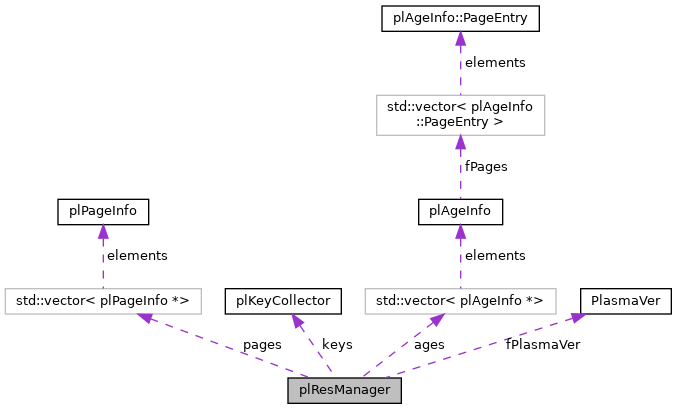 plAgeInfo::PageEntry
elements
std::vector< plAgeInfo
::PageEntry >
fPages
plPageInfo
plAgeInfo
elements
elements
std::vector< plPageInfo *>
plKeyCollector
std::vector< plAgeInfo *>
PlasmaVer
pages
keys
ages
fPlasmaVer
plResManager